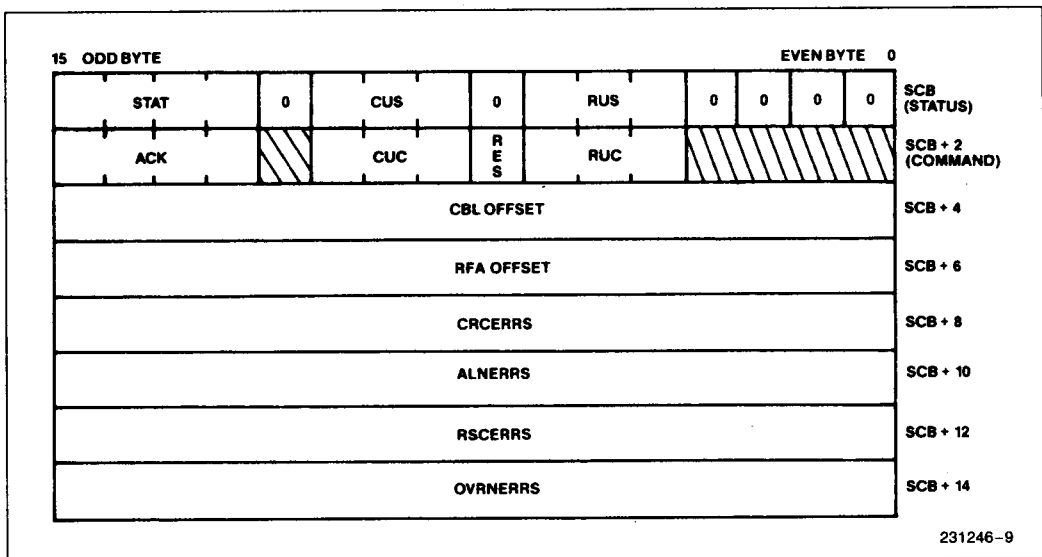 15 ODD BYTE EVEN BYTE 0
STAT 0 CUS 0 RUS 0 0 0 0 SCB
(STATUS)
ACK CUC RES RUC SCB + 2
(COMMAND)
CBL OFFSET SCB + 4
RFA OFFSET SCB + 6
CRCERRS SCB + 8
ALNERRS SCB + 10
RSCERRS SCB + 12
OVRNERRS SCB + 14
231246-9